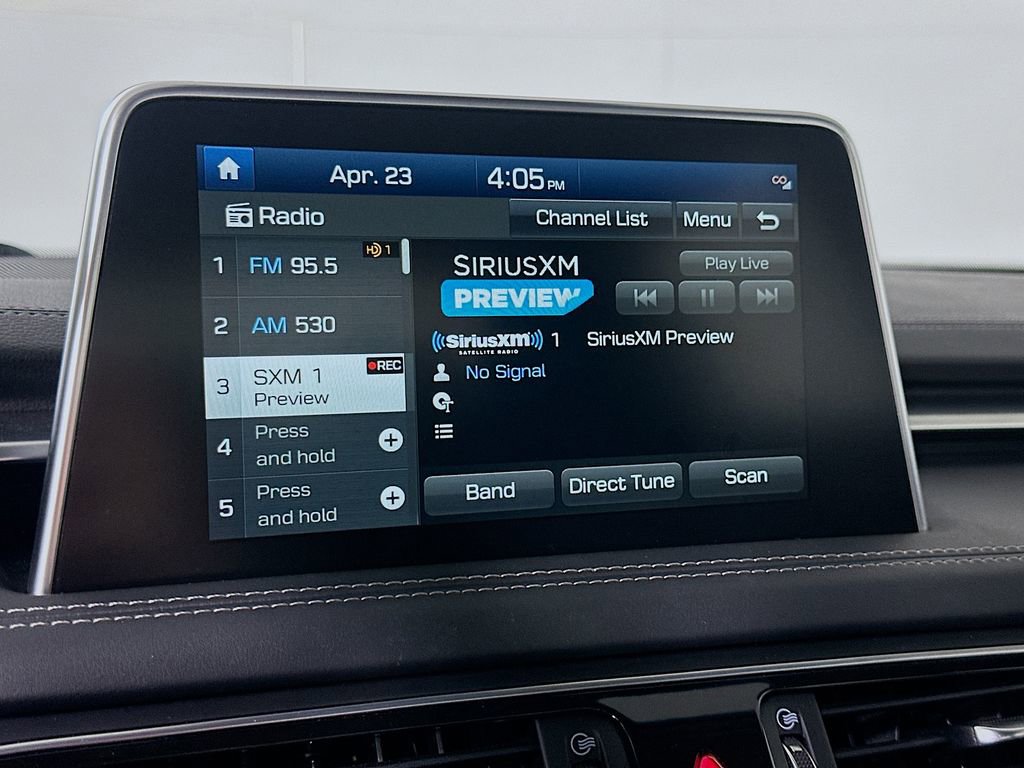 Apr. 23 4:05 PM
Radio Channel List Menu
1 FM 95.5 HD 1
2 AM 530
3 SXM 1 REC
Preview
4 Press
and hold
5 Press
and hold
SIRIUSXM
PREVIEW
Play Live
((SiriusXM)) 1 SiriusXM Preview
SATELLITE RADIO
No Signal
Band Direct Tune Scan